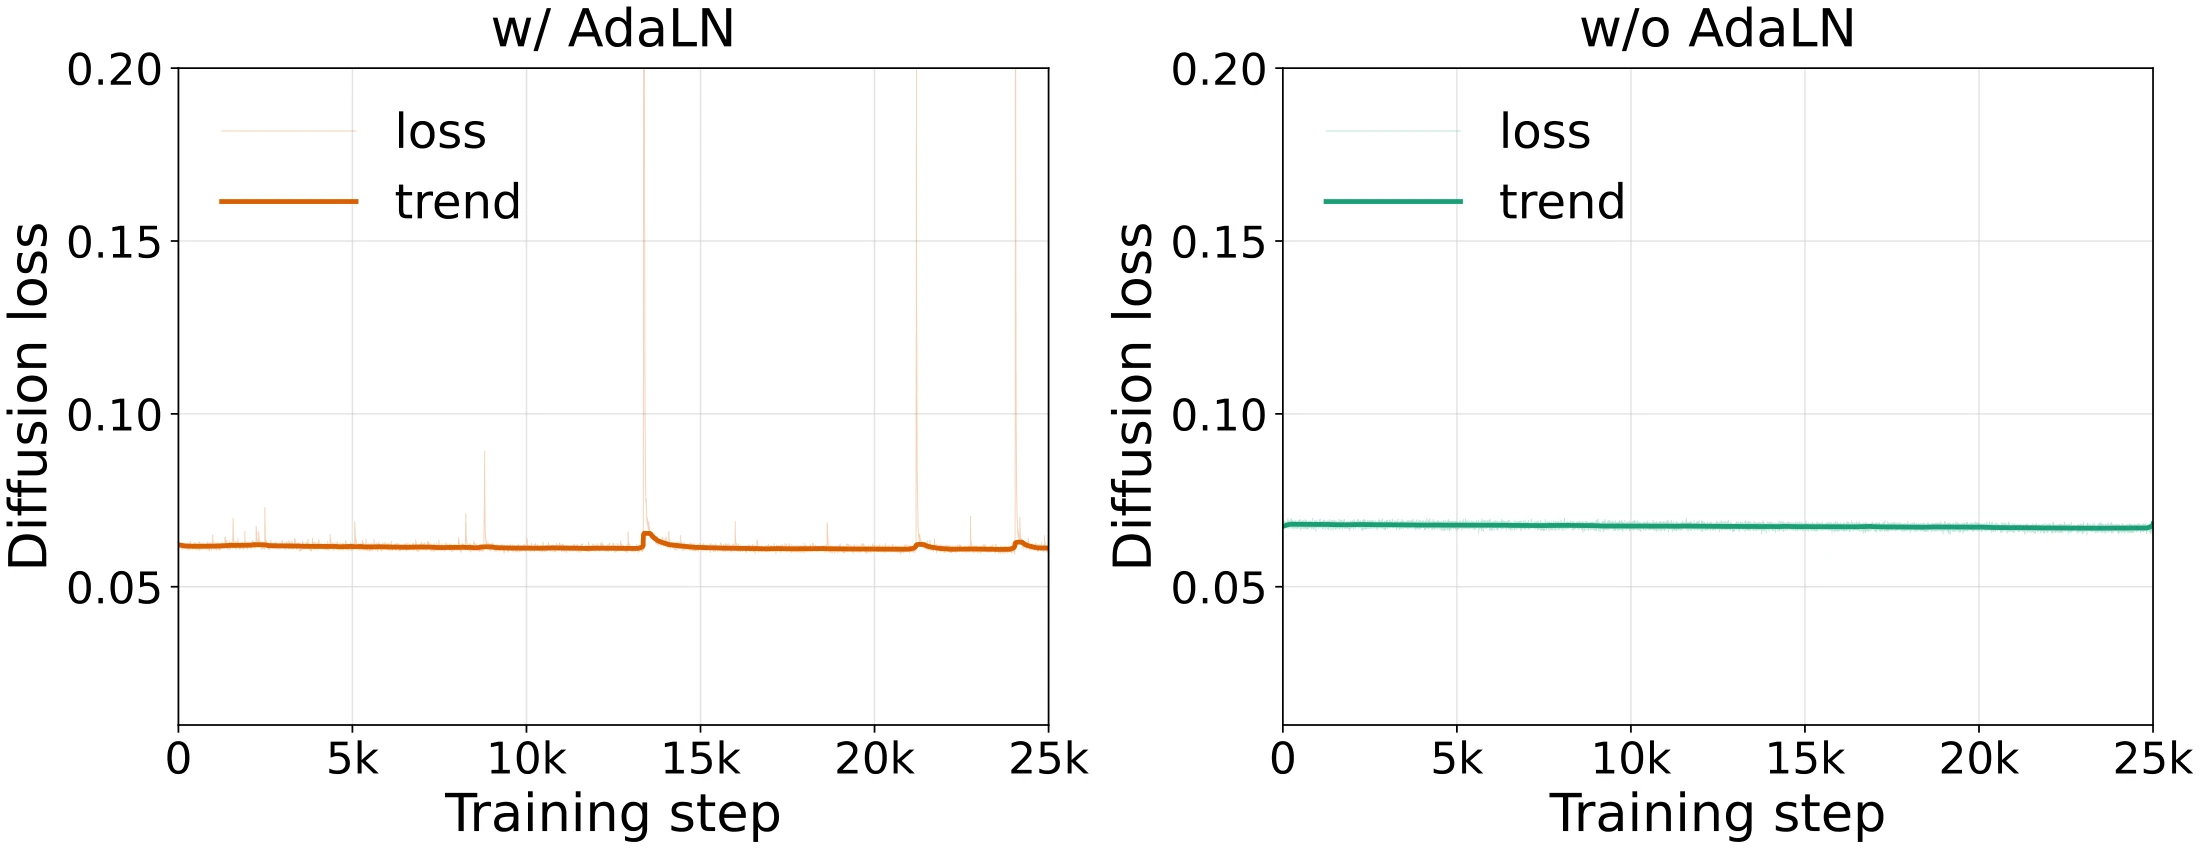 w/ AdaLN
0.20
0.15
0.10
0.05
Diffusion loss
loss
trend
0
5k
10k
15k
20k
25k
Training step
w/o AdaLN
0.20
0.15
0.10
0.05
Diffusion loss
loss
trend
0
5k
10k
15k
20k
25k
Training step